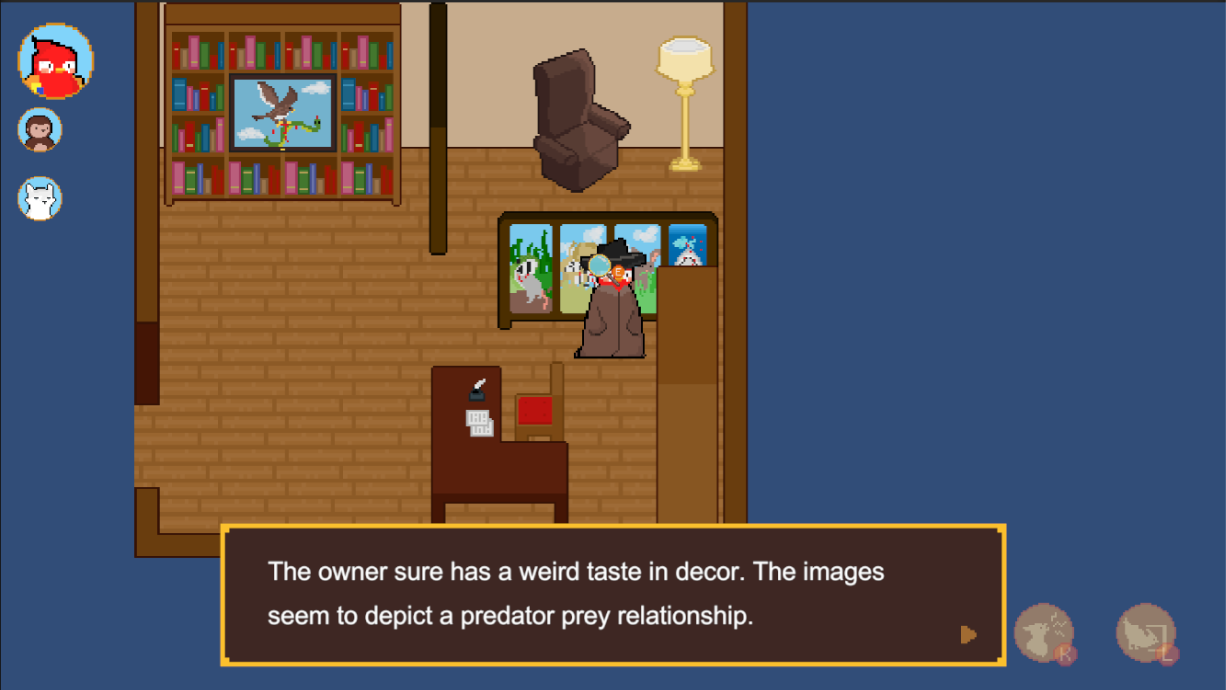 E
The owner sure has a weird taste in decor. The images
seem to depict a predator prey relationship.
K
L